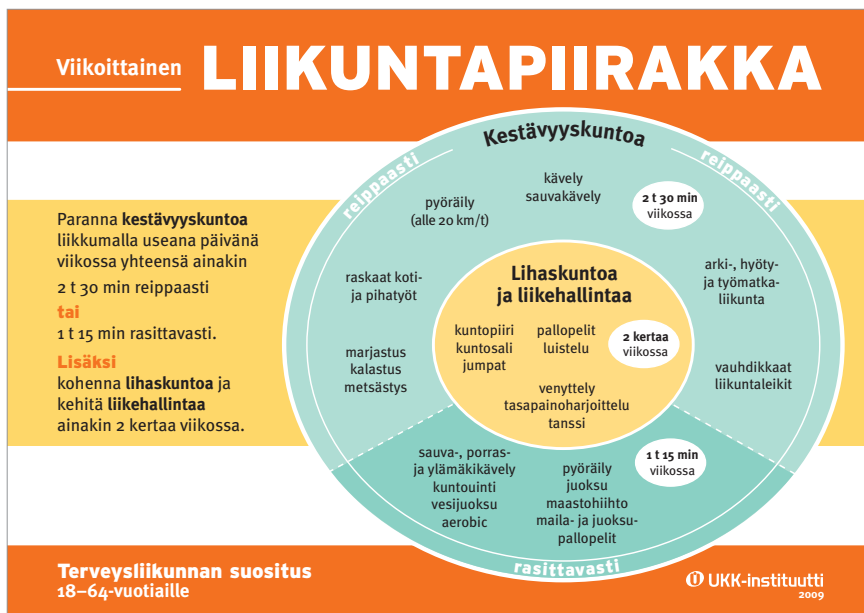 Viikoittainen LIIKUNTAPIIRAKKA
Paranna kestävyyskuntoa
liikkumalla useana päivänä
viikossa yhteensä ainakin
2 t 30 min reippaasti
tai
1 t 15 min rasittavasti.
Lisäksi
kohenna lihaskuntoa ja
kehitä liikehallintaa
ainakin 2 kertaa viikossa.
Kestävyyskuntoa
reippaasti
reippaasti
kävely
sauvakävely
2 t 30 min
viikossa
pyöräily
(alle 20 km/t)
raskaat koti-
ja pihatyöt
marjastus
kalastus
metsästys
arki-, hyöty-
ja työmatka-
liikunta
vauhdikkaat
liikuntaleikit
Lihaskuntoa
ja liikehallintaa
kuntopiiri
kuntosali
jumpat
pallopelit
luistelu
2 kertaa
viikossa
venyttely
tasapainoharjoittelu
tanssi
sauva-, porras-
ja ylämäkikävely
kuntouinti
vesijuoksu
aerobic
pyöräily
juoksu
maastohiihto
maila- ja juoksu-
pallopelit
1 t 15 min
viikossa
rasittavasti
Terveysliikunnan suositus
18–64-vuotiaille
UKK-instituutti
2009